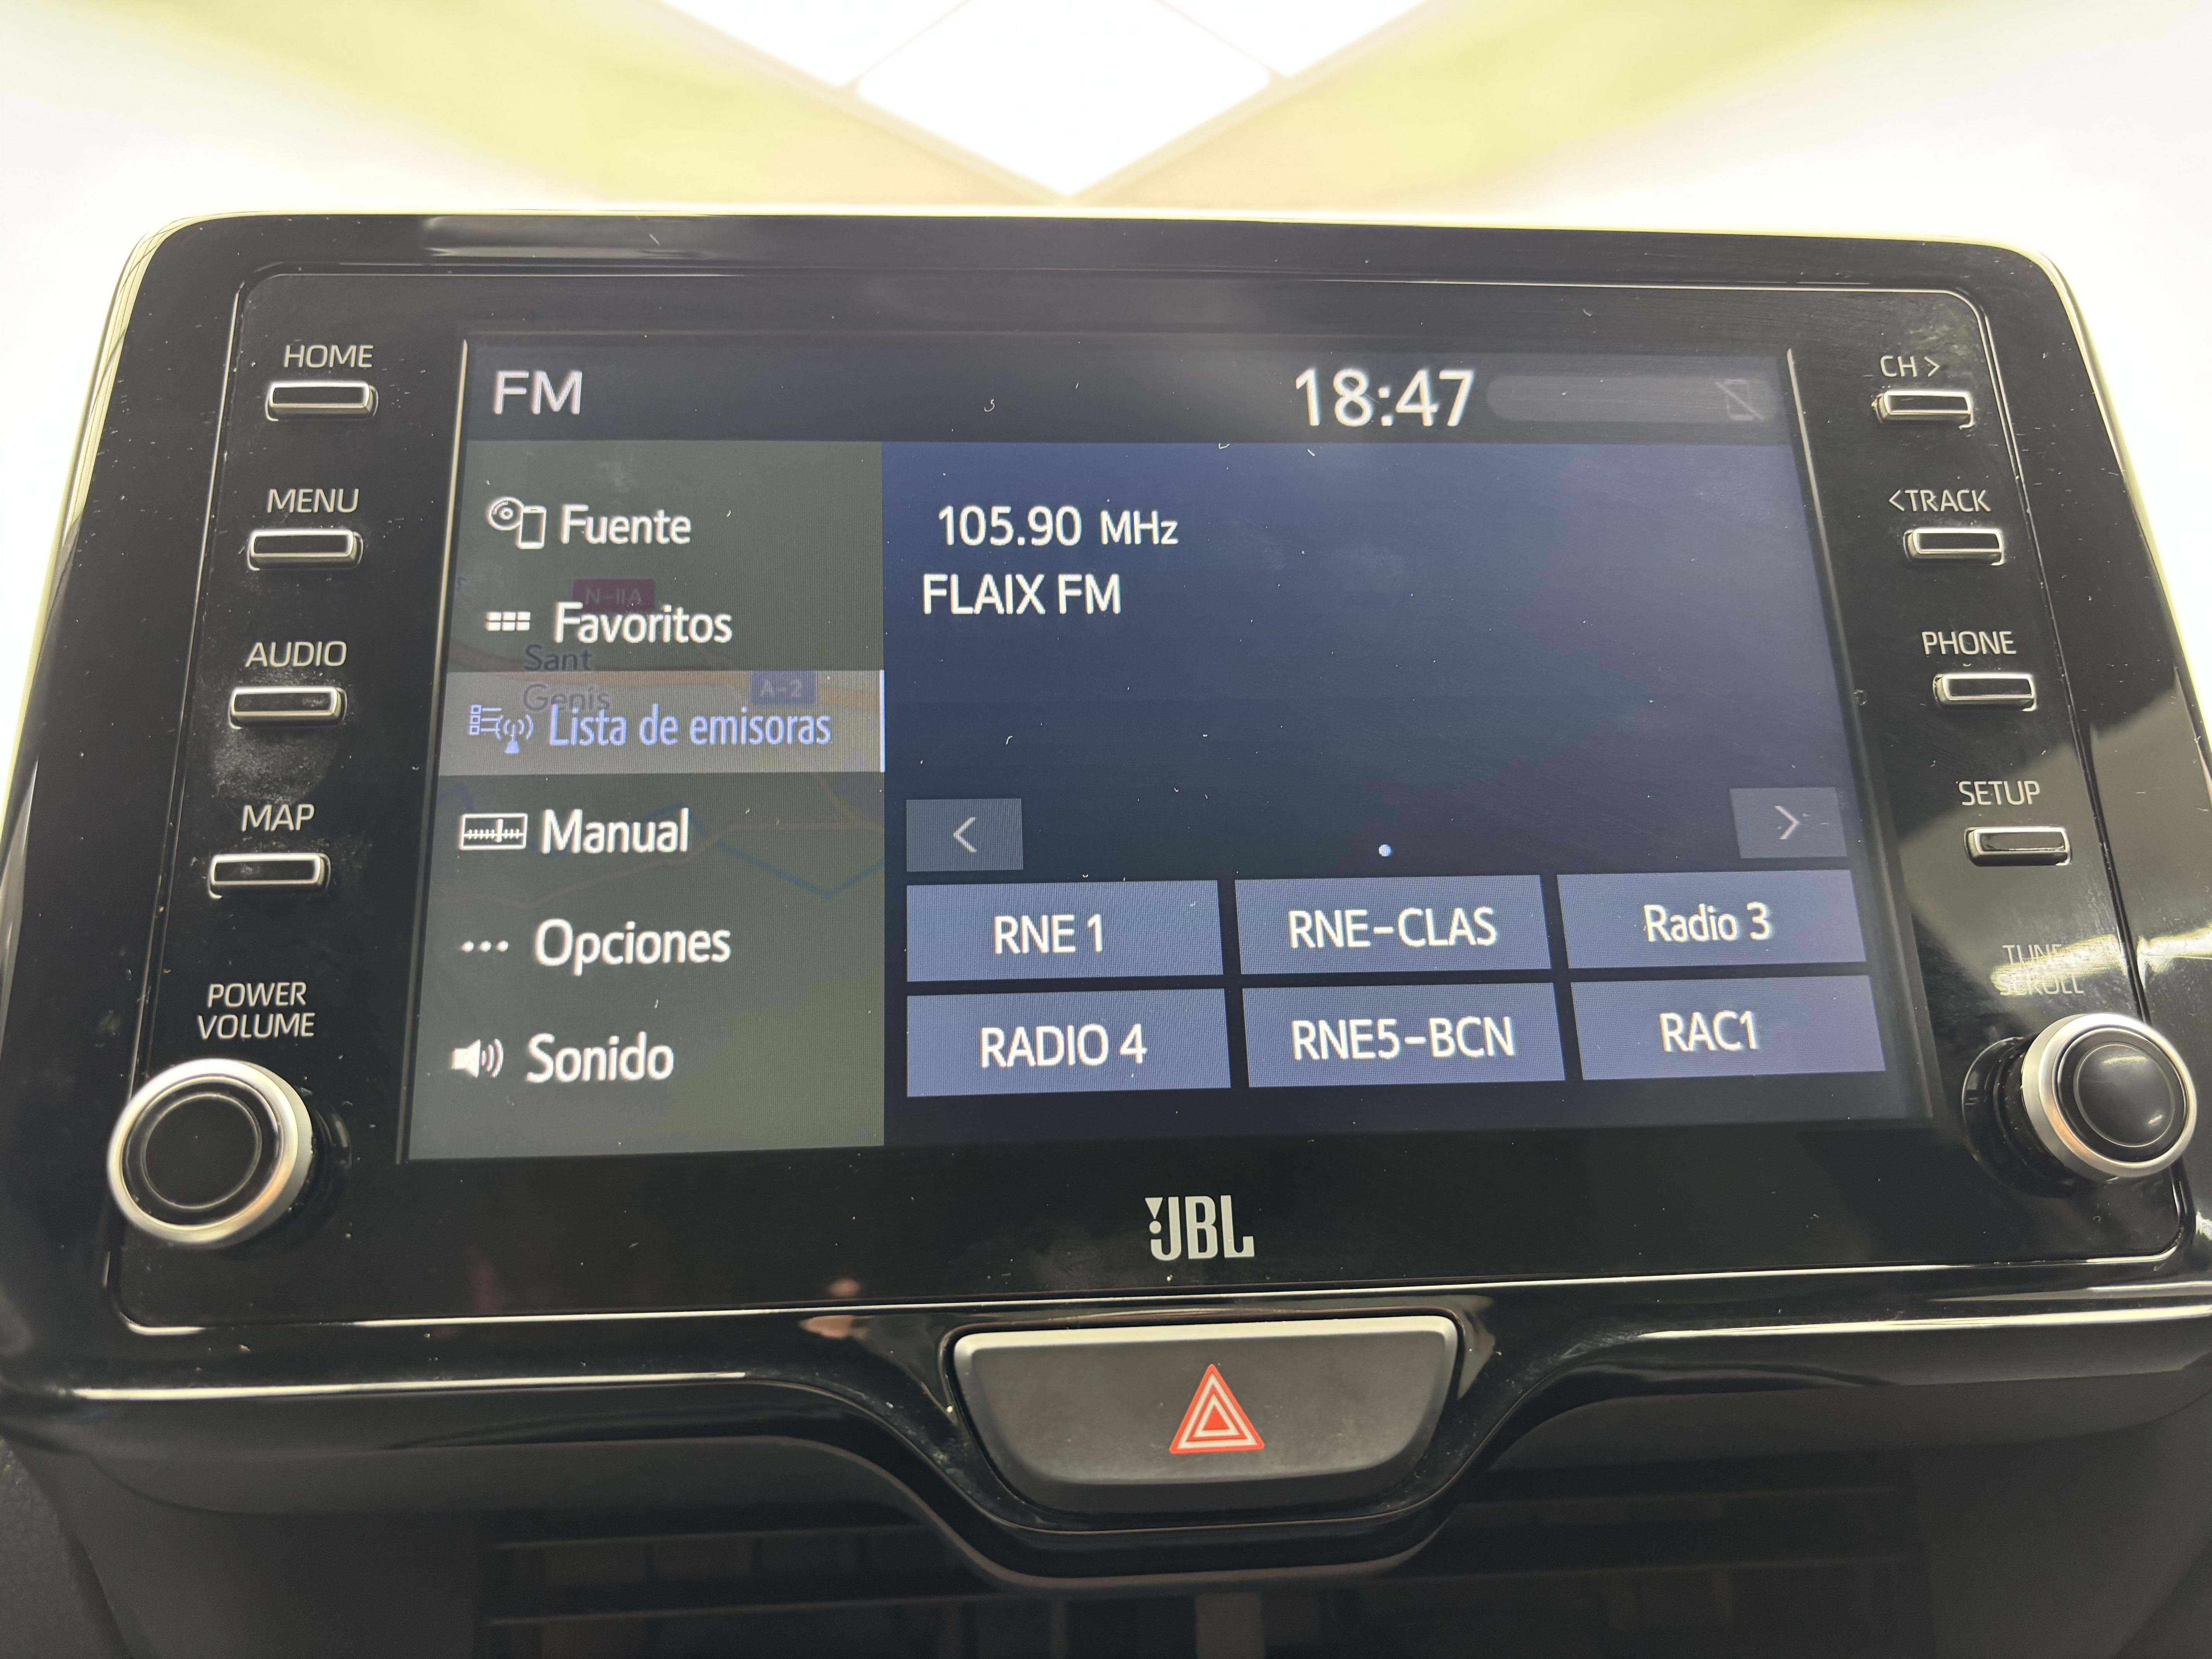 HOME
MENU
AUDIO
MAP
POWER
VOLUME
FM
18:47
Fuente
N-IIA
Favoritos
Sant
Genís
A-2
Lista de emisoras
Manual
Opciones
Sonido
105.90 MHz
FLAIX FM
<
>
RNE 1
RNE-CLAS
Radio 3
RADIO 4
RNE5-BCN
RAC1
CH >
<TRACK
PHONE
SETUP
TUNE
SCROLL
JBL